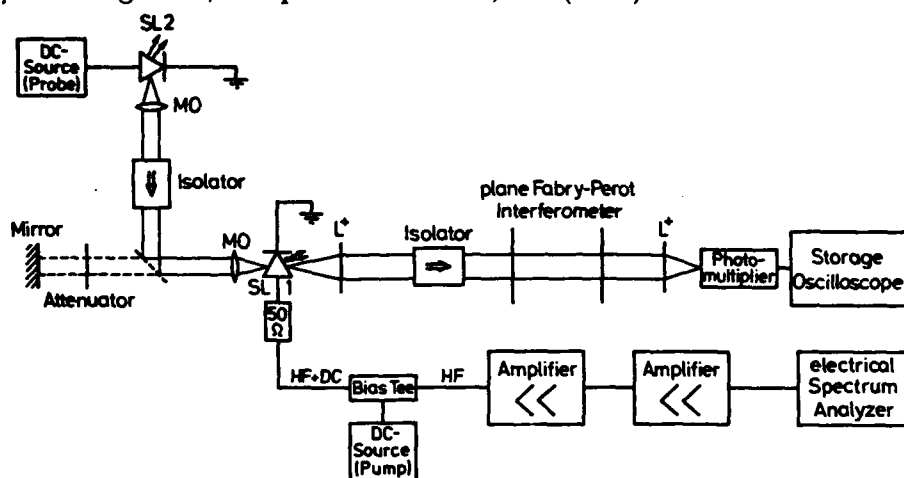 SL2
DC-
Source
(Probe)
MO
Isolator
plane Fabry-Perot
Interferometer
Mirror
MO
L⁺
Isolator
L⁺
Attenuator
SL 1
Photo-
multiplier
Storage
Oscilloscope
50
Ω
HF+DC
Bias Tee
HF
Amplifier
<<
Amplifier
<<
electrical
Spectrum
Analyzer
DC-
Source
(Pump)